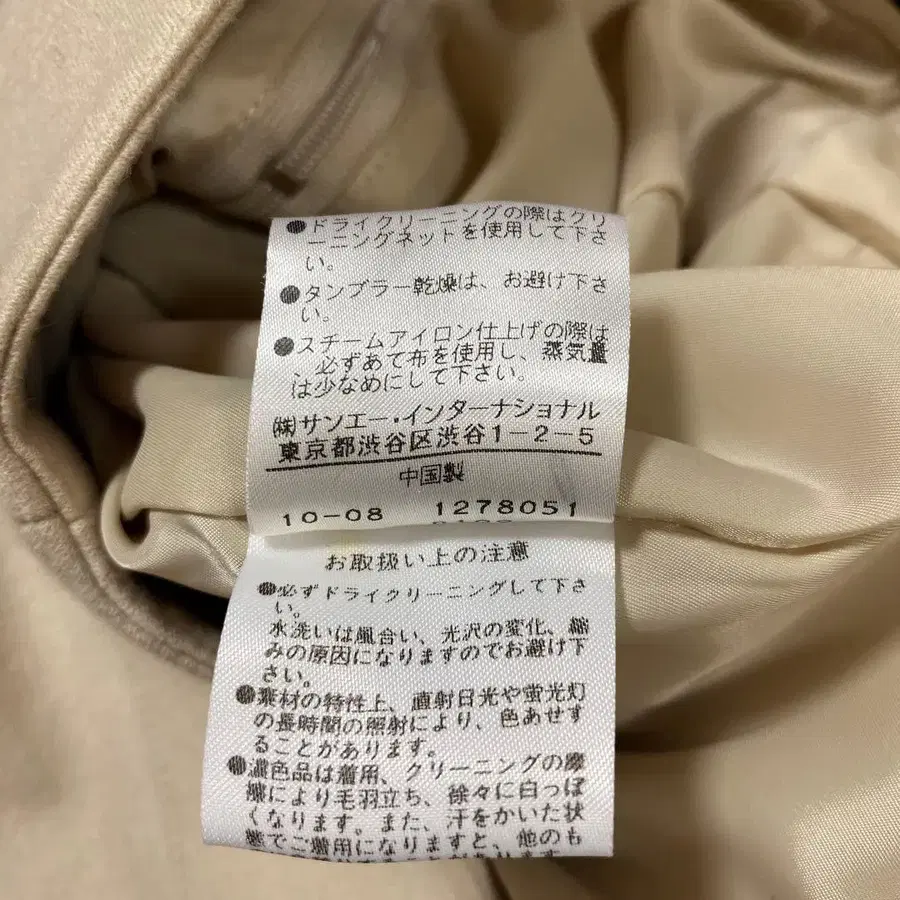 ●ドライクリーニングの際はクリ
ーニングネットを使用して下さ
い。
●タンブラー乾燥は、お避け下さ
い。
●スチームアイロン仕上げの際は
、必ずあて布を使用し、蒸気量
は少なめにして下さい。
㈱サンエー・インターナショナル
東京都渋谷区渋谷1-2-5
中国製
10-08 1278051
お取扱い上の注意
●必ずドライクリーニングして下さ
い。
水洗いは風合い、光沢の変化、縮
みの原因になりますのでお避け下
さい。
●素材の特性上、直射日光や蛍光灯
の長時間の照射により、色あせす
ることがあります。
●濃色品は着用、クリーニングの摩
擦により毛羽立ち、徐々に白っぽ
くなります。また、汗をかいた状
態でご着用になりますと、他のも
ることがあります。